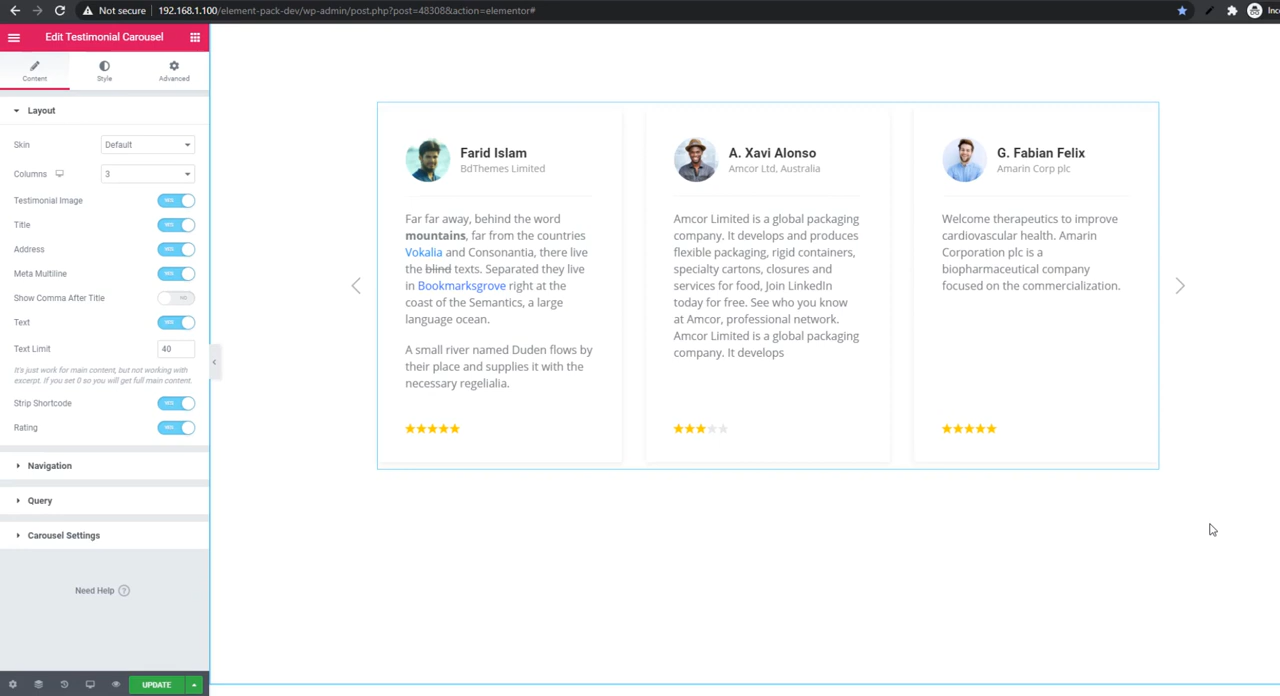 Not secure 192.168.1.100/element-pack-dev/wp-admin/post.php?post=48308&action=elementor#
Edit Testimonial Carousel
Content Style Advanced
Layout
Skin Default
Columns 3
Testimonial Image YES
Title YES
Address YES
Meta Multiline YES
Show Comma After Title NO
Text YES
Text Limit 40
It's just work for main content, but not working with
excerpt. If you set 0 so you will get full main content.
Strip Shortcode YES
Rating YES
Navigation
Query
Carousel Settings
Need Help ?
UPDATE
Farid Islam
BdThemes Limited
Far far away, behind the word
mountains, far from the countries
Vokalia and Consonantia, there live
the blind texts. Separated they live
in Bookmarksgrove right at the
coast of the Semantics, a large
language ocean.
A small river named Duden flows by
their place and supplies it with the
necessary regelialia.
A. Xavi Alonso
Amcor Ltd, Australia
Amcor Limited is a global packaging
company. It develops and produces
flexible packaging, rigid containers,
specialty cartons, closures and
services for food, Join LinkedIn
today for free. See who you know
at Amcor, professional network.
Amcor Limited is a global packaging
company. It develops
G. Fabian Felix
Amarin Corp plc
Welcome therapeutics to improve
cardiovascular health. Amarin
Corporation plc is a
biopharmaceutical company
focused on the commercialization.